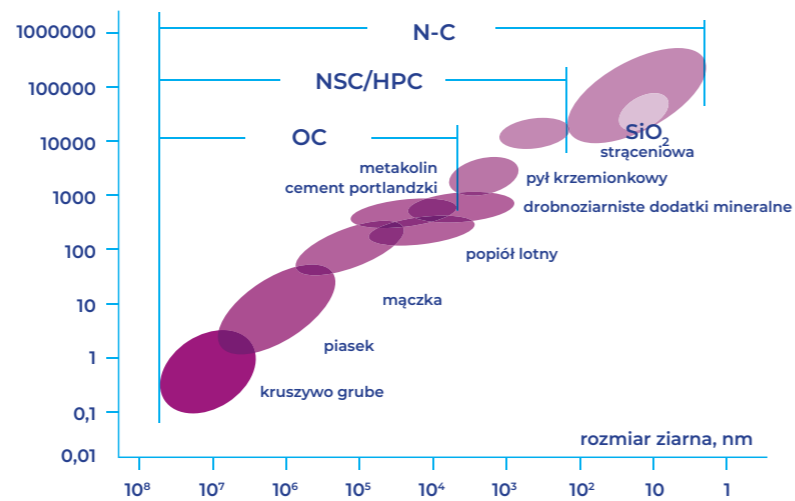 1000000
N-C
100000
NSC/HPC
10000
OC
SiO₂
strąceniowa
metakolin
cement portlandzki
pył krzemionkowy
1000
drobnoziarniste dodatki mineralne
100
popiół lotny
10
mączka
1
piasek
0,1
kruszywo grube
0,01
rozmiar ziarna, nm
10⁸ 10⁷ 10⁶ 10⁵ 10⁴ 10³ 10² 10 1